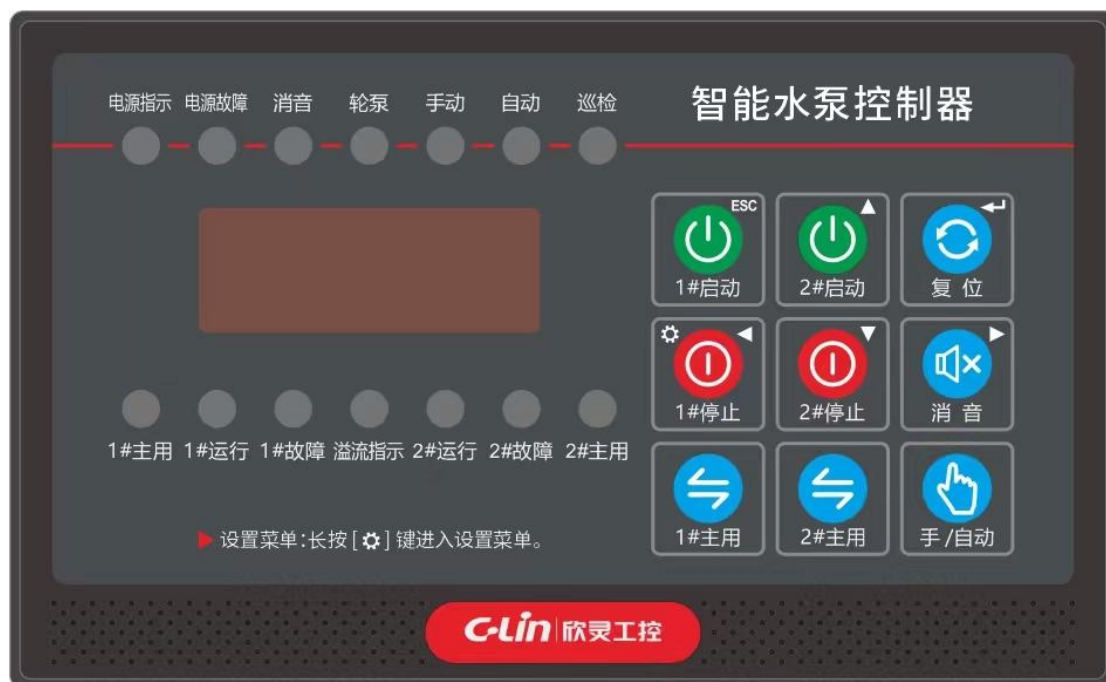 电源指示 电源故障 消音 轮泵 手动 自动 巡检
智能水泵控制器
ESC
1#启动 2#启动 复位
1#停止 2#停止 消音
1#主用 1#运行 1#故障 溢流指示 2#运行 2#故障 2#主用
1#主用 2#主用 手/自动
设置菜单:长按[]键进入设置菜单。
C-Lin 欣灵工控